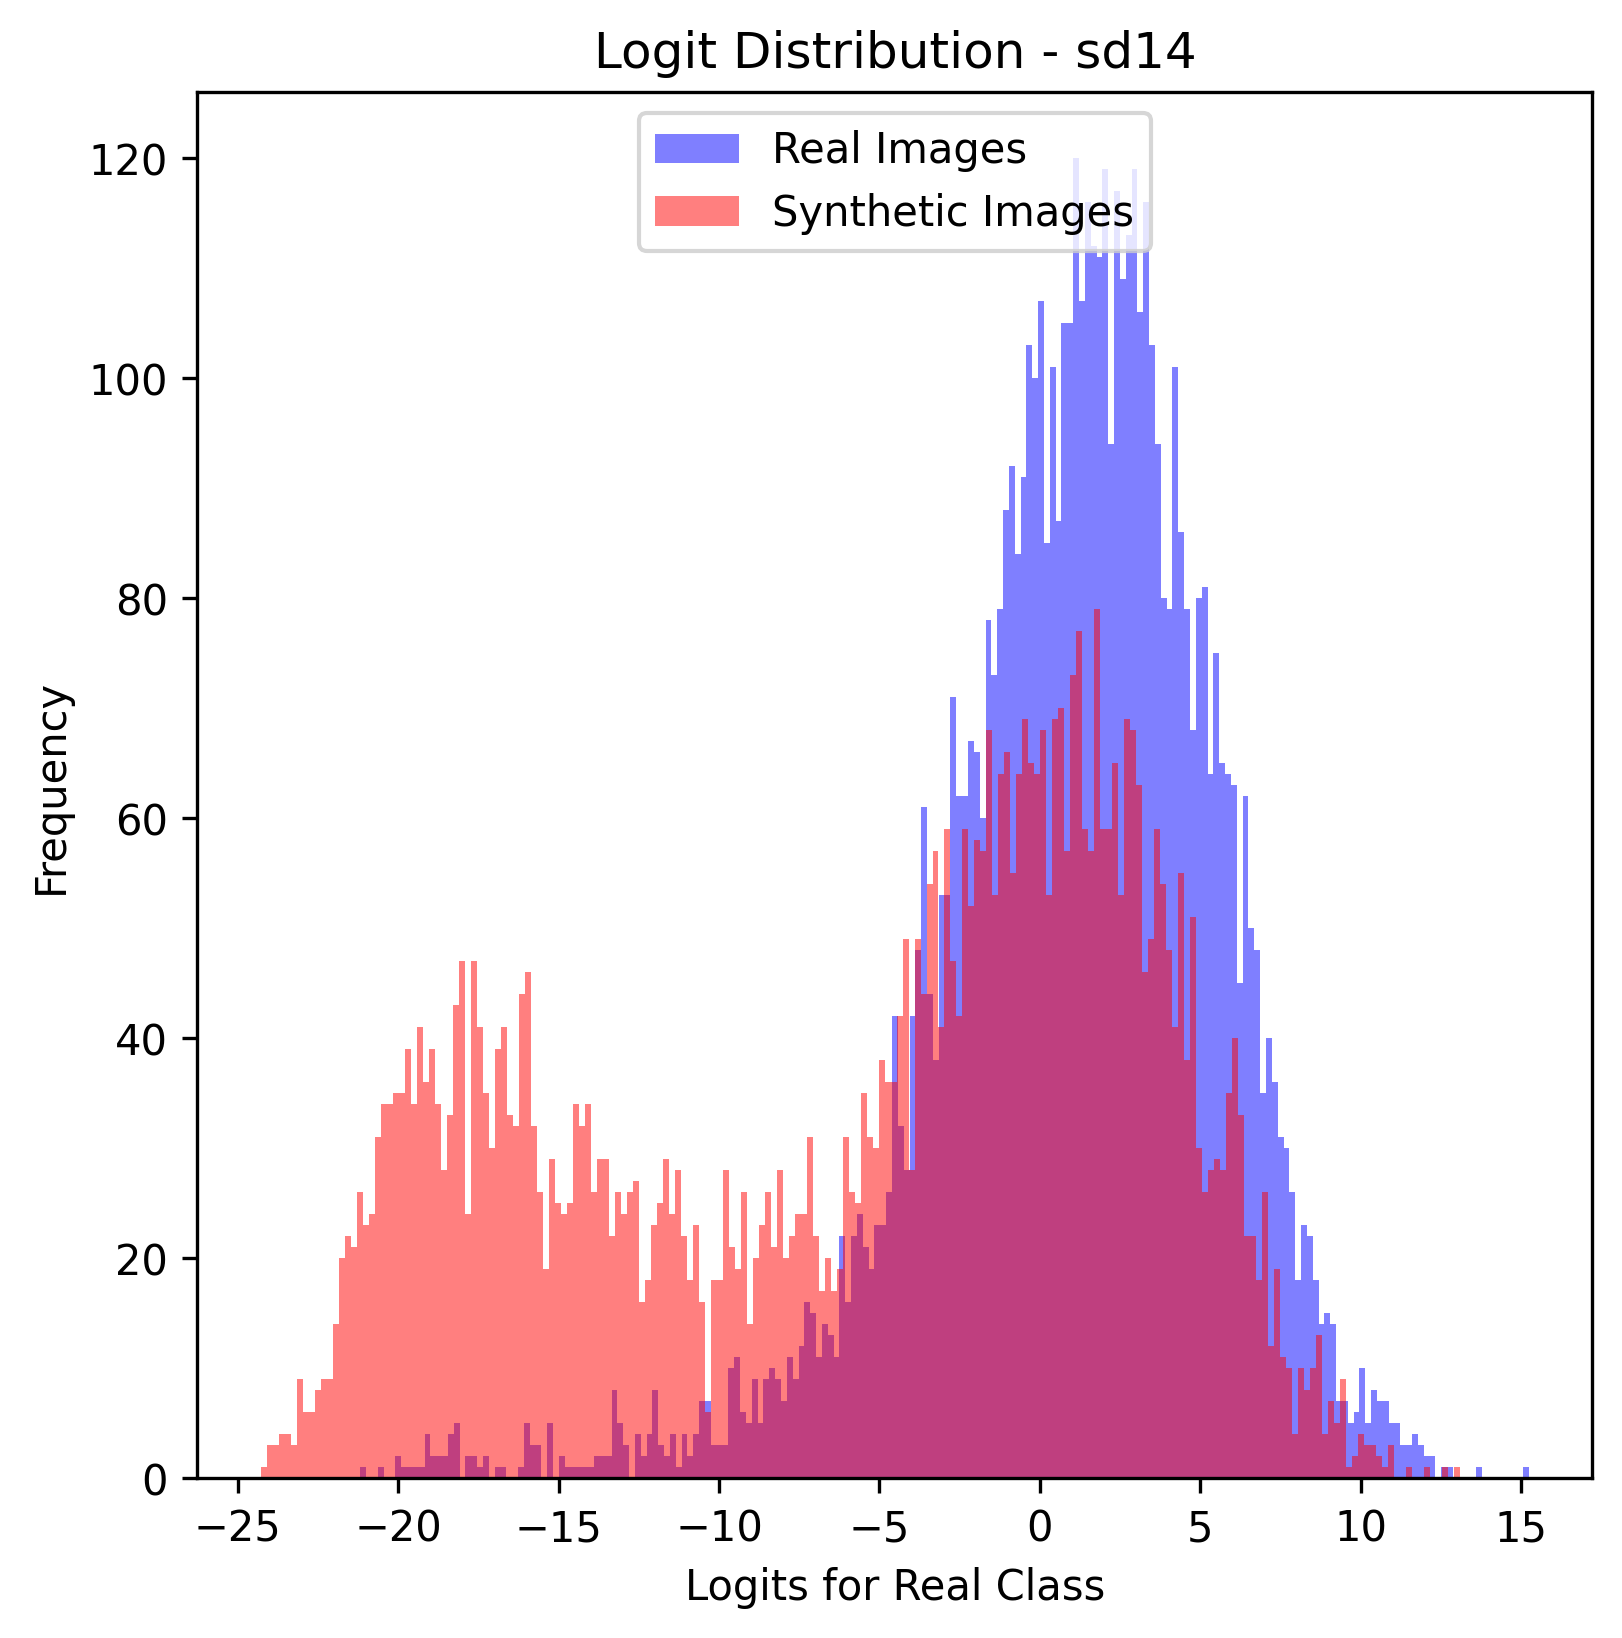 Logit Distribution - sd14
Real Images
Synthetic Images
120
100
80
60
40
20
0
Frequency
−25 −20 −15 −10 −5 0 5 10 15
Logits for Real Class